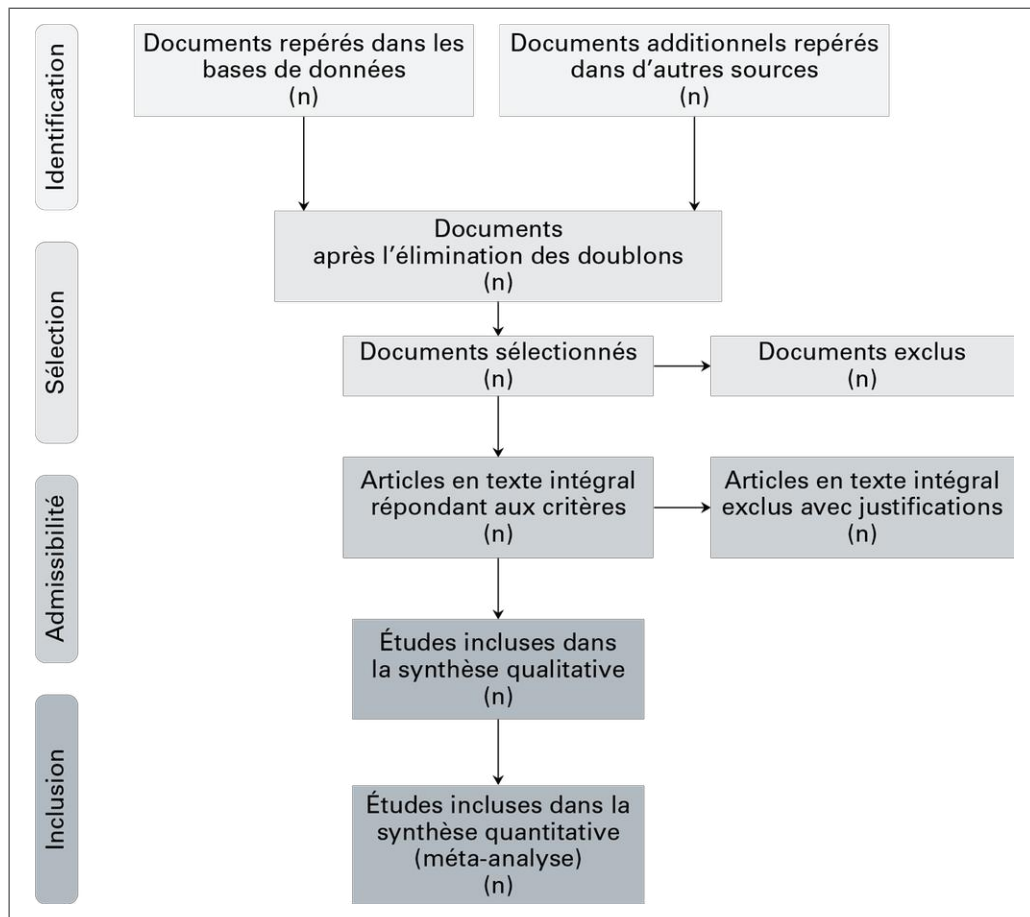 Identification
Documents repérés dans les
bases de données
(n)
Documents additionnels repérés
dans d'autres sources
(n)
Documents
après l'élimination des doublons
(n)
Sélection
Documents sélectionnés
(n)
Documents exclus
(n)
Admissibilité
Articles en texte intégral
répondant aux critères
(n)
Articles en texte intégral
exclus avec justifications
(n)
Études incluses dans
la synthèse qualitative
(n)
Inclusion
Études incluses dans la
synthèse quantitative
(méta-analyse)
(n)